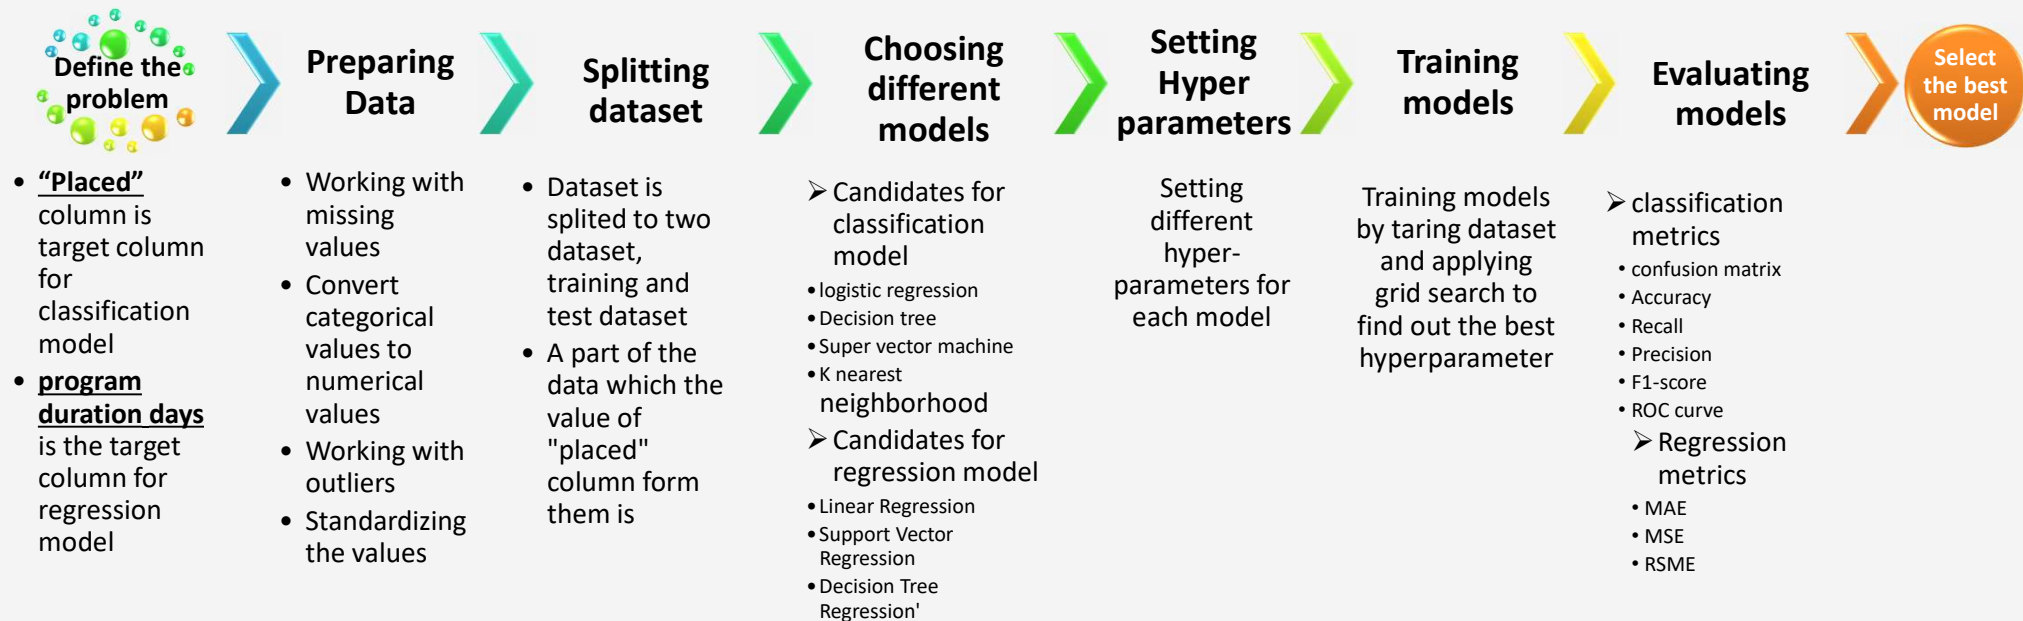 Define the
problem
• “Placed”
column is
target column
for
classification
model
• program
duration days
is the target
column for
regression
model
Preparing
Data
• Working with
missing
values
• Convert
categorical
values to
numerical
values
• Working with
outliers
• Standardizing
the values
Splitting
dataset
• Dataset is
splited to two
dataset,
training and
test dataset
• A part of the
data which the
value of
"placed"
column form
them is
Choosing
different
models
➢ Candidates for
classification
model
• logistic regression
• Decision tree
• Super vector machine
• K nearest
neighborhood
➢ Candidates for
regression model
• Linear Regression
• Support Vector
Regression
• Decision Tree
Regression'
Setting
Hyper
parameters
Setting
different
hyper-
parameters for
each model
Training
models
Training models
by taring dataset
and applying
grid search to
find out the best
hyperparameter
Evaluating
models
➢ classification
metrics
• confusion matrix
• Accuracy
• Recall
• Precision
• F1-score
• ROC curve
➢ Regression
metrics
• MAE
• MSE
• RSME
Select
the best
model